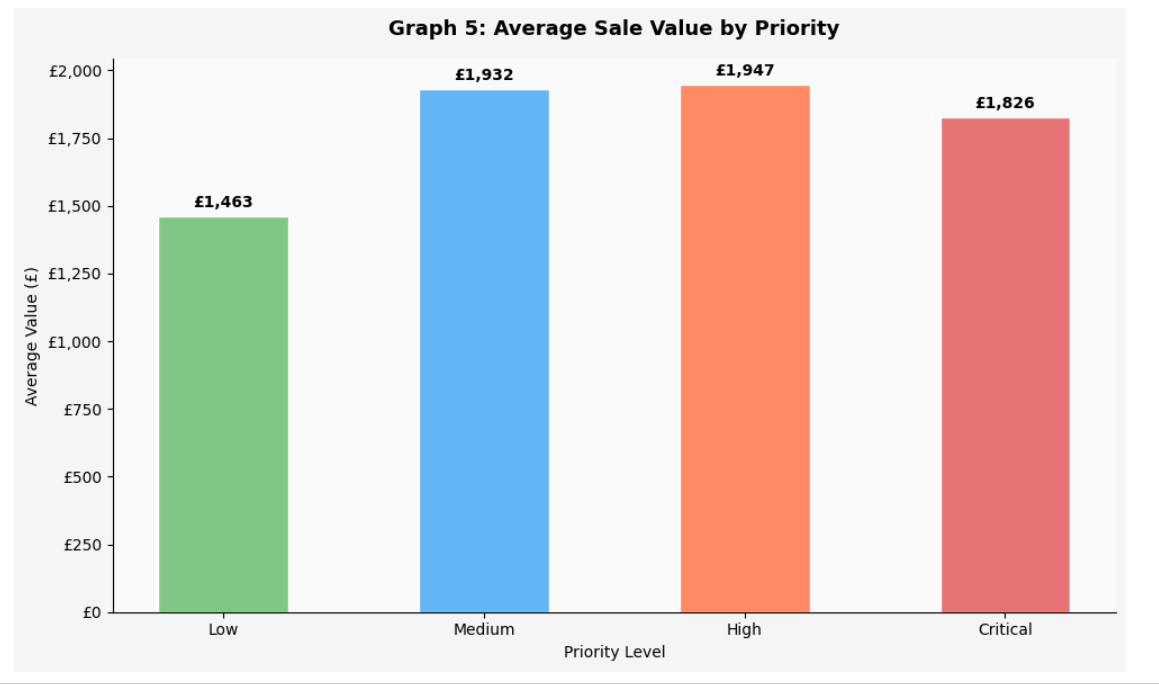 Graph 5: Average Sale Value by Priority
£2,000
£1,750
£1,500
£1,250
£1,000
£750
£500
£250
£0
Average Value (£)
£1,463
£1,932
£1,947
£1,826
Low
Medium
High
Critical
Priority Level